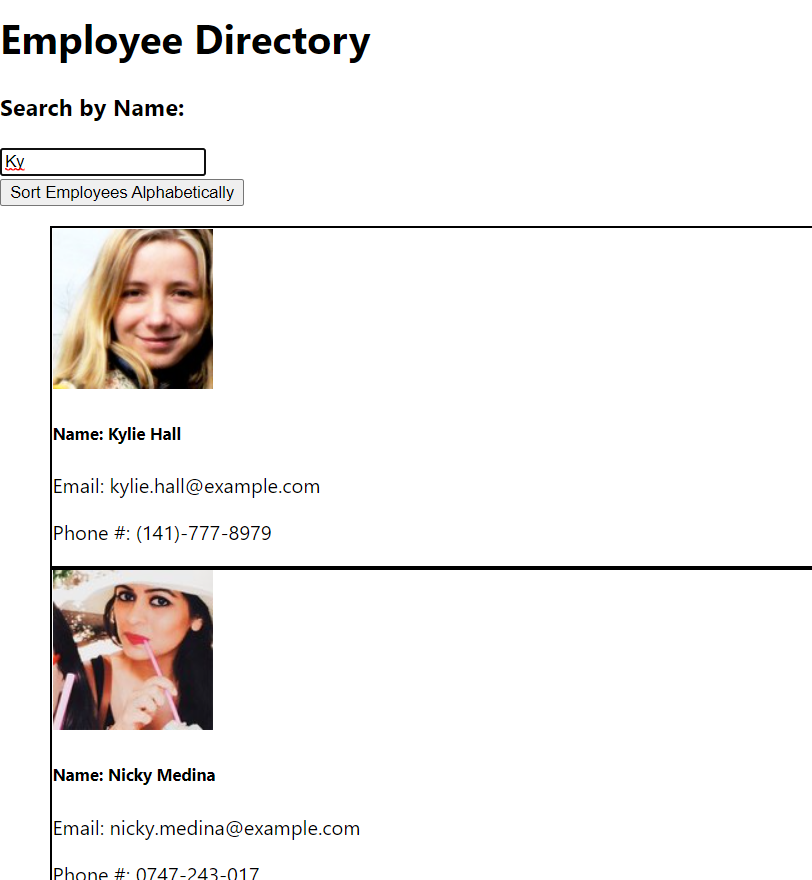 Employee Directory
Search by Name:
Ky
Sort Employees Alphabetically
Name: Kylie Hall
Email: kylie.hall@example.com
Phone #: (141)-777-8979
Name: Nicky Medina
Email: nicky.medina@example.com
Phone #: 0747-243-017